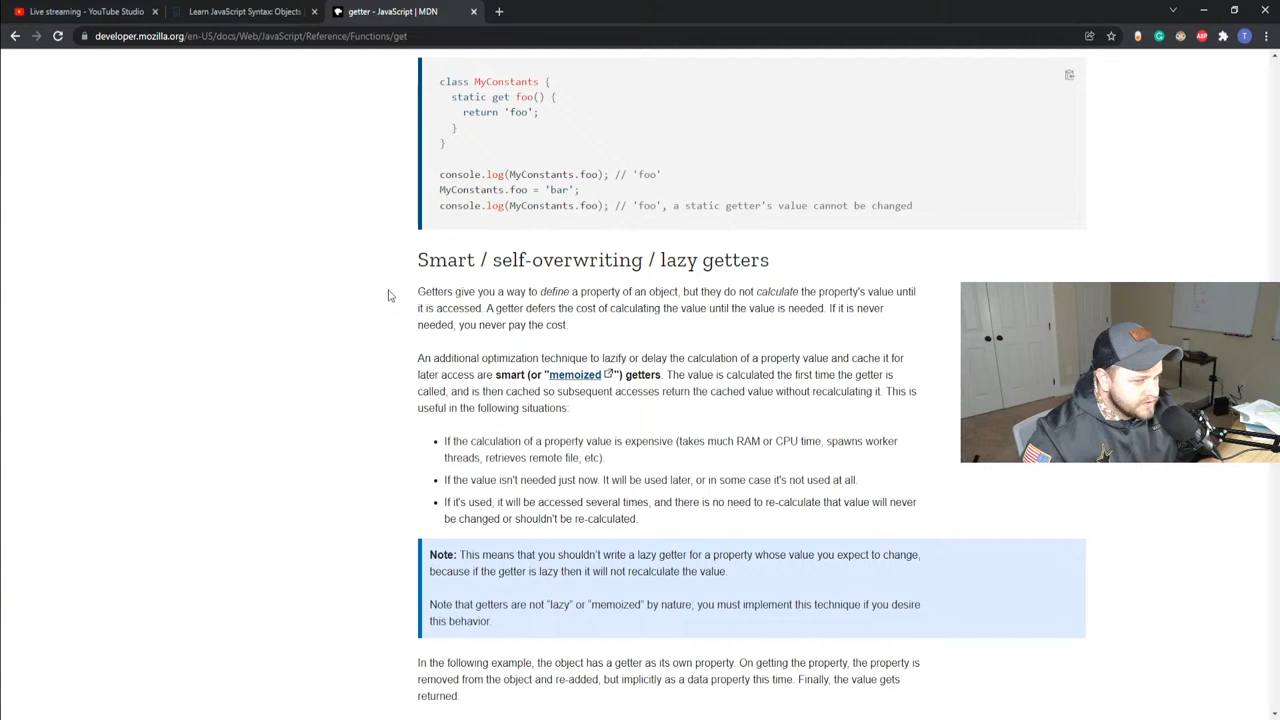 Live streaming - YouTube Studio
Learn JavaScript Syntax: Objects
getter - JavaScript | MDN
developer.mozilla.org/en-US/docs/Web/JavaScript/Reference/Functions/get
ABP
T
class MyConstants {
static get foo() {
return 'foo';
}
}
console.log(MyConstants.foo); // 'foo'
MyConstants.foo = 'bar';
console.log(MyConstants.foo); // 'foo', a static getter's value cannot be changed
Smart / self-overwriting / lazy getters
Getters give you a way to define a property of an object, but they do not calculate the property's value until
it is accessed. A getter defers the cost of calculating the value until the value is needed. If it is never
needed, you never pay the cost.
An additional optimization technique to lazify or delay the calculation of a property value and cache it for
later access are smart (or "memoized") getters. The value is calculated the first time the getter is
called, and is then cached so subsequent accesses return the cached value without recalculating it. This is
useful in the following situations:
• If the calculation of a property value is expensive (takes much RAM or CPU time, spawns worker
threads, retrieves remote file, etc).
• If the value isn't needed just now. It will be used later, or in some case it's not used at all.
• If it's used, it will be accessed several times, and there is no need to re-calculate that value will never
be changed or shouldn't be re-calculated.
Note: This means that you shouldn't write a lazy getter for a property whose value you expect to change,
because if the getter is lazy then it will not recalculate the value.
Note that getters are not "lazy" or "memoized" by nature; you must implement this technique if you desire
this behavior.
In the following example, the object has a getter as its own property. On getting the property, the property is
removed from the object and re-added, but implicitly as a data property this time. Finally, the value gets
returned.